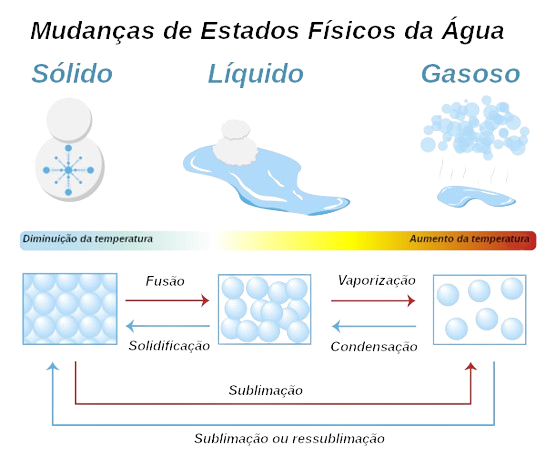 Mudanças de Estados Físicos da Água
Sólido
Líquido
Gasoso
Diminuição da temperatura
Aumento da temperatura
Fusão
Vaporização
Solidificação
Condensação
Sublimação
Sublimação ou ressublimação